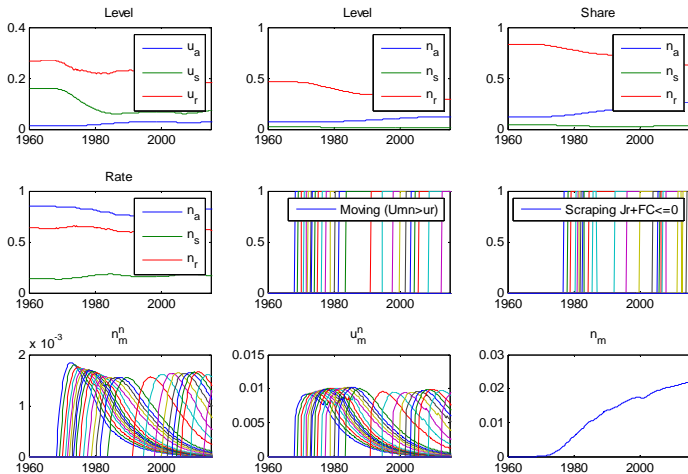 Level
Level
Share
0.4
0.2
0
1960
1980
2000
u_a
u_s
u_r
1
0.5
0
1960
1980
2000
n_a
n_s
n_r
1
0.5
0
1960
1980
2000
n_a
n_s
n_r
Rate
1
0.5
0
1960
1980
2000
n_a
n_s
n_r
1
0.5
0
1960
1980
2000
Moving (Umn>ur)
1
0.5
0
1960
1980
2000
Scraping Jr+FC<=0
x 10^-3
n_m^n
2
1
0
1960
1980
2000
u_m^n
0.015
0.01
0.005
0
1960
1980
2000
n_m
0.03
0.02
0.01
0
1960
1980
2000